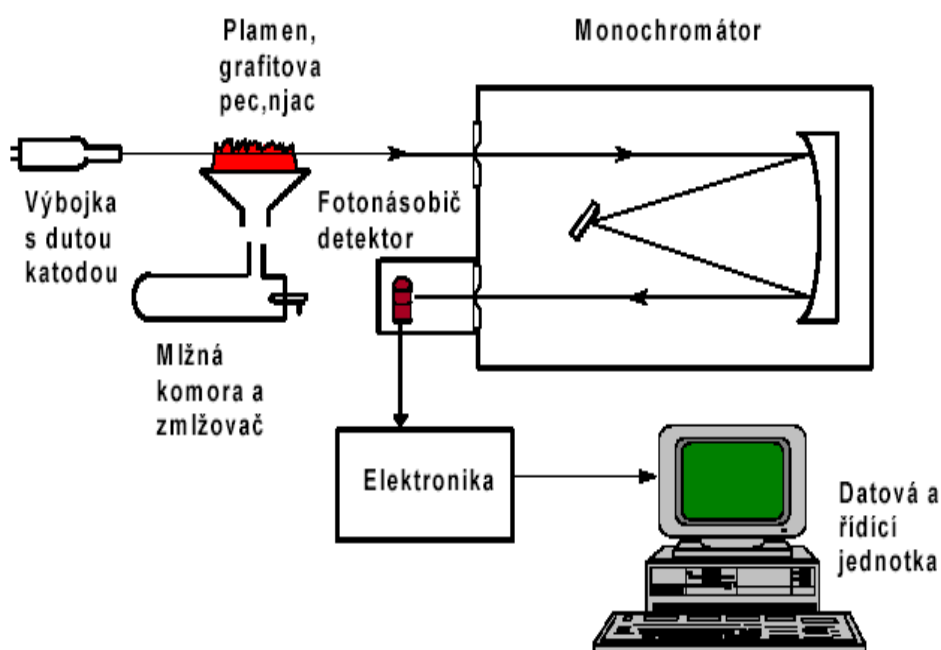 Plamen,
grafitova
pec,njac
Monochromátor
Výbojka
s dutou
katodou
Fotonásobič
detektor
Mlžná
komora a
zmlžovač
Elektronika
Datová a
řídící
jednotka